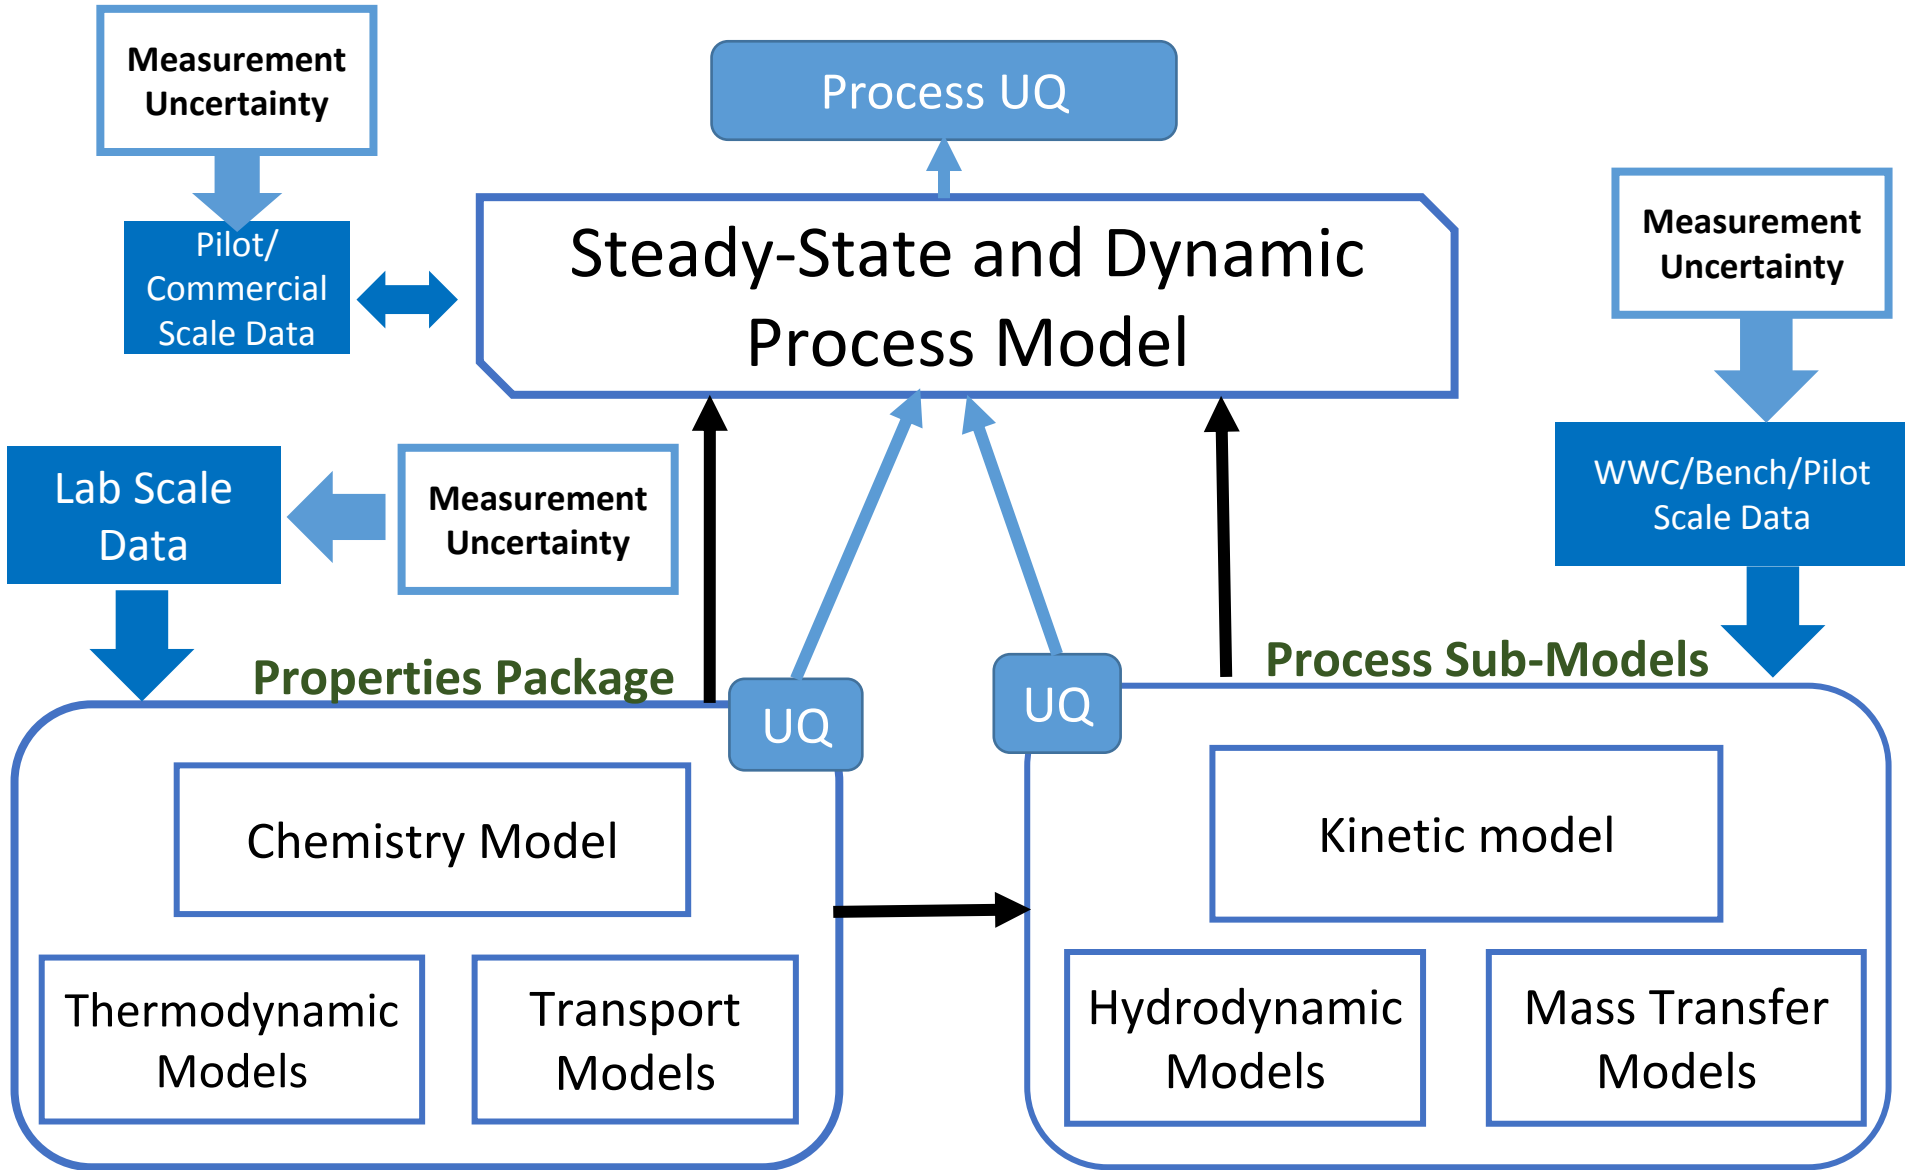 Measurement
Uncertainty
Process UQ
Pilot/
Commercial
Scale Data
Steady-State and Dynamic
Process Model
Measurement
Uncertainty
Lab Scale
Data
Measurement
Uncertainty
WWC/Bench/Pilot
Scale Data
Properties Package
UQ
UQ
Process Sub-Models
Chemistry Model
Thermodynamic
Models
Transport
Models
Kinetic model
Hydrodynamic
Models
Mass Transfer
Models